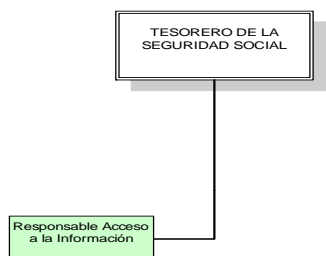 TESORERO DE LA
SEGURIDAD SOCIAL
Responsable Acceso
a la Información